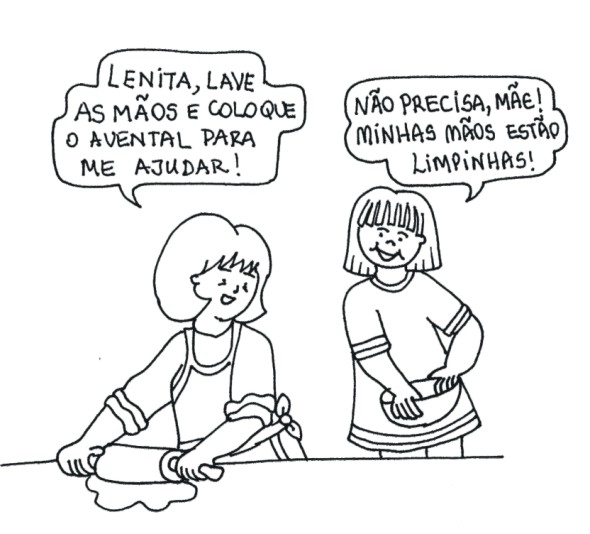 LENITA, LAVE
AS MÃOS E COLOQUE
O AVENTAL PARA
ME AJUDAR!
NÃO PRECISA, MÃE!
MINHAS MÃOS ESTÃO
LIMPINHAS!